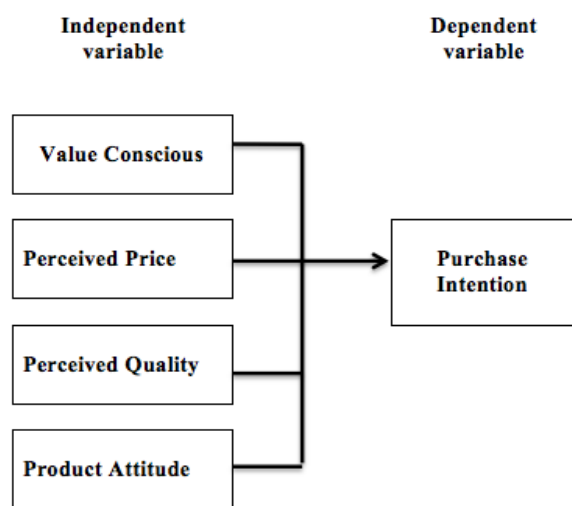 Independent
variable
Dependent
variable
Value Conscious
Perceived Price
Purchase
Intention
Perceived Quality
Product Attitude